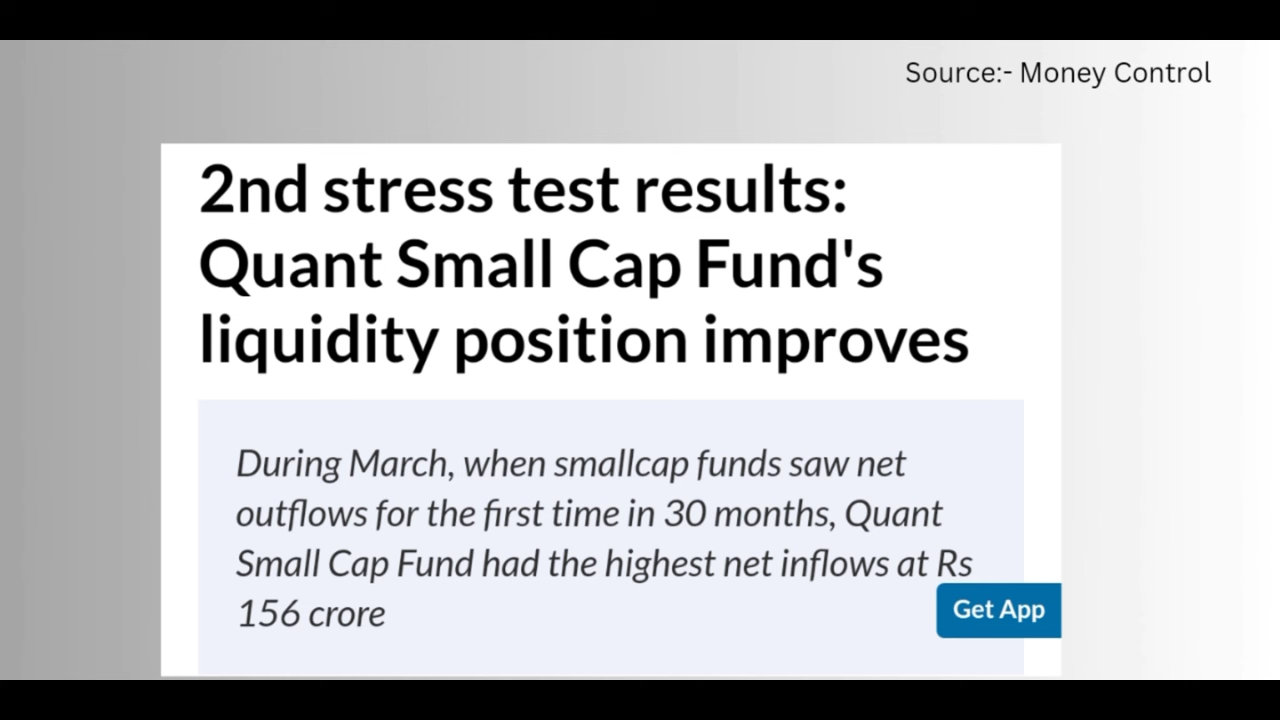 Source:- Money Control
2nd stress test results:
Quant Small Cap Fund's
liquidity position improves
During March, when smallcap funds saw net
outflows for the first time in 30 months, Quant
Small Cap Fund had the highest net inflows at Rs
156 crore
Get App